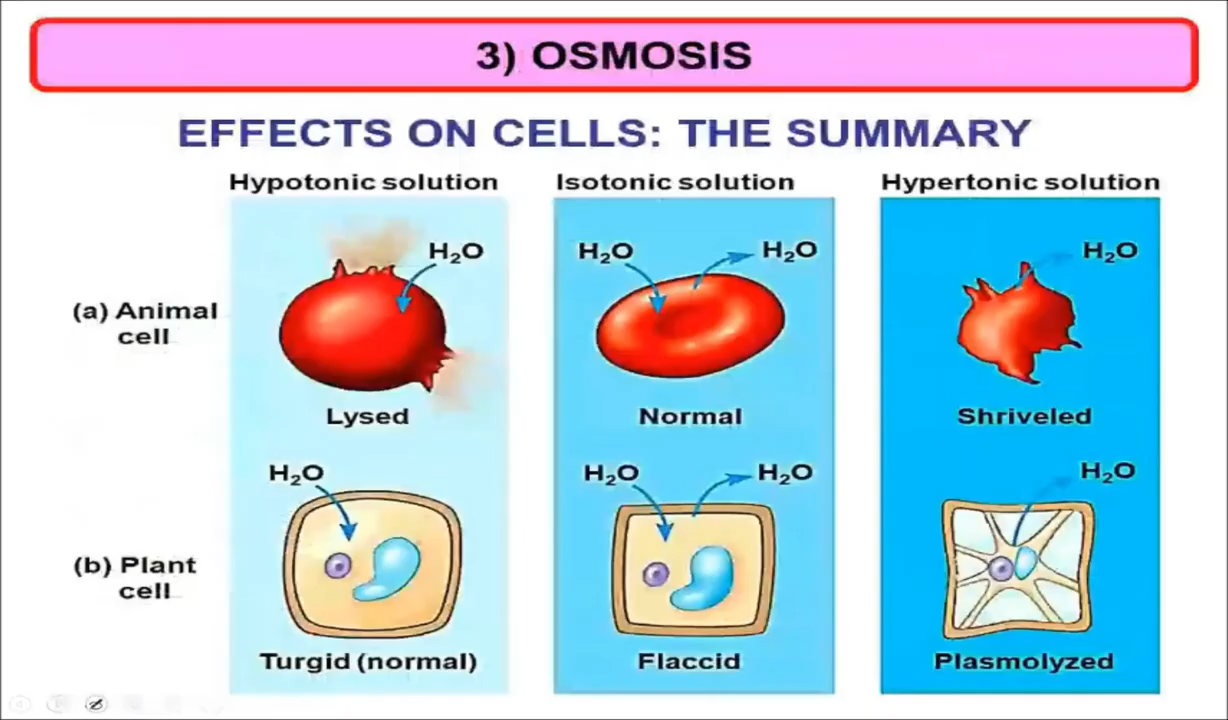 3) OSMOSIS
EFFECTS ON CELLS: THE SUMMARY
Hypotonic solution
Isotonic solution
Hypertonic solution
(a) Animal
cell
H₂O
H₂O
H₂O
H₂O
Lysed
Normal
Shriveled
(b) Plant
cell
H₂O
H₂O
H₂O
H₂O
Turgid (normal)
Flaccid
Plasmolyzed